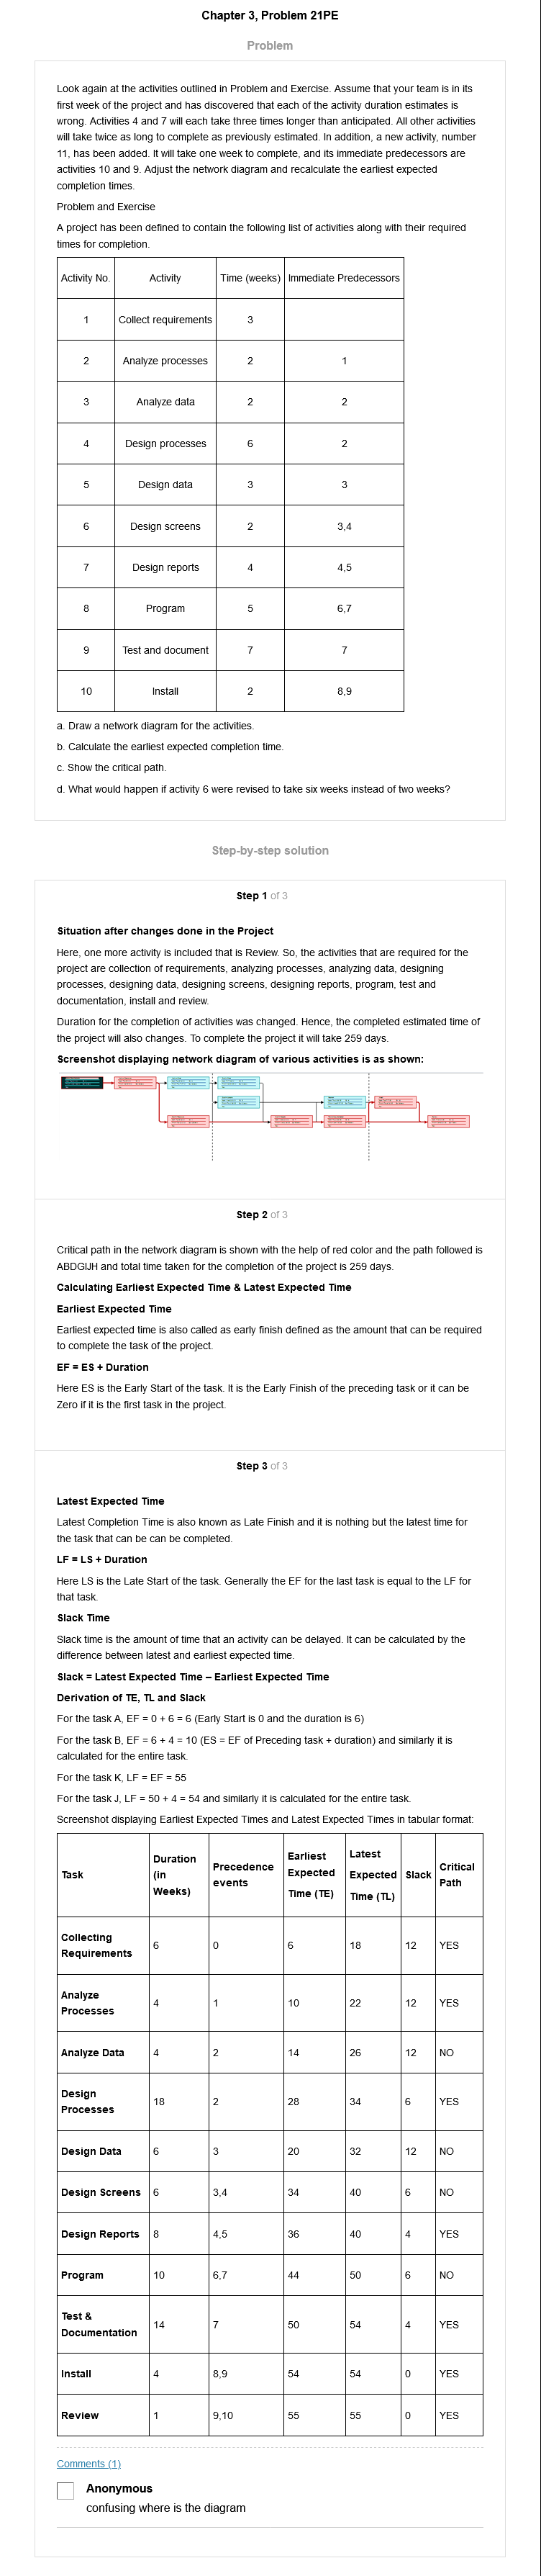 Chapter 3, Problem 21PE
Problem
Look again at the activities outlined in Problem and Exercise. Assume that your team is in its
first week of the project and has discovered that each of the activity duration estimates is
wrong. Activities 4 and 7 will each take three times longer than anticipated. All other activities
will take twice as long to complete as previously estimated. In addition, a new activity, number
11, has been added. It will take one week to complete, and its immediate predecessors are
activities 10 and 9. Adjust the network diagram and recalculate the earliest expected
completion times.
Problem and Exercise
A project has been defined to contain the following list of activities along with their required
times for completion.
Activity No. Activity Time (weeks) Immediate Predecessors
1 Collect requirements 3
2 Analyze processes 2 1
3 Analyze data 2 2
4 Design processes 6 2
5 Design data 3 3
6 Design screens 2 3,4
7 Design reports 4 4,5
8 Program 5 6,7
9 Test and document 7 7
10 Install 2 8,9
a. Draw a network diagram for the activities.
b. Calculate the earliest expected completion time.
c. Show the critical path.
d. What would happen if activity 6 were revised to take six weeks instead of two weeks?
Step-by-step solution
Step 1 of 3
Situation after changes done in the Project
Here, one more activity is included that is Review. So, the activities that are required for the
project are collection of requirements, analyzing processes, analyzing data, designing
processes, designing data, designing screens, designing reports, program, test and
documentation, install and review.
Duration for the completion of activities was changed. Hence, the completed estimated time of
the project will also changes. To complete the project it will take 259 days.
Screenshot displaying network diagram of various activities is as shown:
Step 2 of 3
Critical path in the network diagram is shown with the help of red color and the path followed is
ABDGIJH and total time taken for the completion of the project is 259 days.
Calculating Earliest Expected Time & Latest Expected Time
Earliest Expected Time
Earliest expected time is also called as early finish defined as the amount that can be required
to complete the task of the project.
EF = ES + Duration
Here ES is the Early Start of the task. It is the Early Finish of the preceding task or it can be
Zero if it is the first task in the project.
Step 3 of 3
Latest Expected Time
Latest Completion Time is also known as Late Finish and it is nothing but the latest time for
the task that can be can be completed.
LF = LS + Duration
Here LS is the Late Start of the task. Generally the EF for the last task is equal to the LF for
that task.
Slack Time
Slack time is the amount of time that an activity can be delayed. It can be calculated by the
difference between latest and earliest expected time.
Slack = Latest Expected Time – Earliest Expected Time
Derivation of TE, TL and Slack
For the task A, EF = 0 + 6 = 6 (Early Start is 0 and the duration is 6)
For the task B, EF = 6 + 4 = 10 (ES = EF of Preceding task + duration) and similarly it is
calculated for the entire task.
For the task K, LF = EF = 55
For the task J, LF = 50 + 4 = 54 and similarly it is calculated for the entire task.
Screenshot displaying Earliest Expected Times and Latest Expected Times in tabular format:
Task Duration (in Weeks) Precedence events Earliest Expected Time (TE) Latest Expected Time (TL) Slack Critical Path
Collecting Requirements 6 0 6 18 12 YES
Analyze Processes 4 1 10 22 12 YES
Analyze Data 4 2 14 26 12 NO
Design Processes 18 2 28 34 6 YES
Design Data 6 3 20 32 12 NO
Design Screens 6 3,4 34 40 6 NO
Design Reports 8 4,5 36 40 4 YES
Program 10 6,7 44 50 6 NO
Test & Documentation 14 7 50 54 4 YES
Install 4 8,9 54 54 0 YES
Review 1 9,10 55 55 0 YES
Comments (1)
Anonymous
confusing where is the diagram